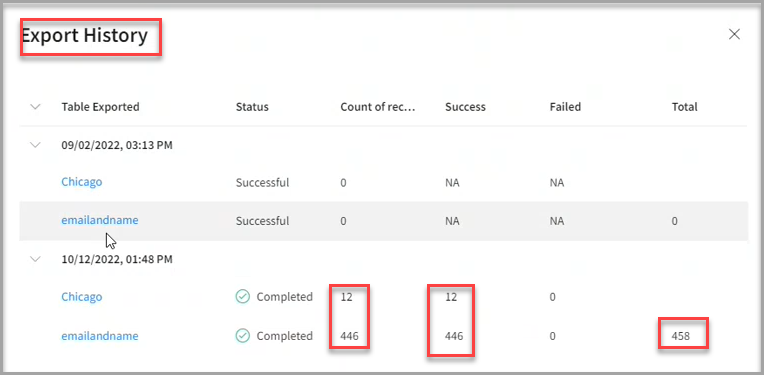 Export History
Table Exported Status Count of rec... Success Failed Total
09/02/2022, 03:13 PM
Chicago Successful 0 NA NA
emailandname Successful 0 NA NA 0
10/12/2022, 01:48 PM
Chicago Completed 12 12 0
emailandname Completed 446 446 0 458